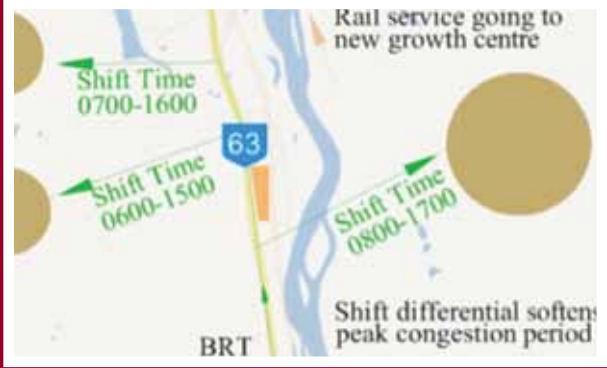 Rail service going to
new growth centre
Shift Time
0700-1600
63
Shift Time
0600-1500
Shift Time
0800-1700
Shift differential softens
peak congestion period
BRT